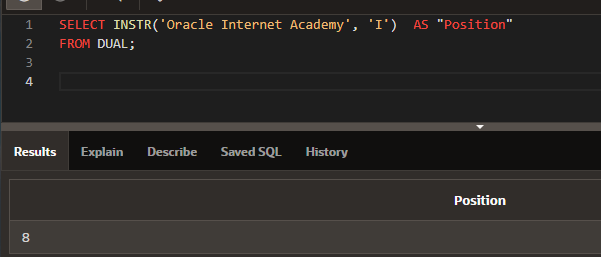 1 SELECT INSTR('Oracle Internet Academy', 'I')  AS "Position"
2 FROM DUAL;
3
4
Results Explain Describe Saved SQL History
Position
8